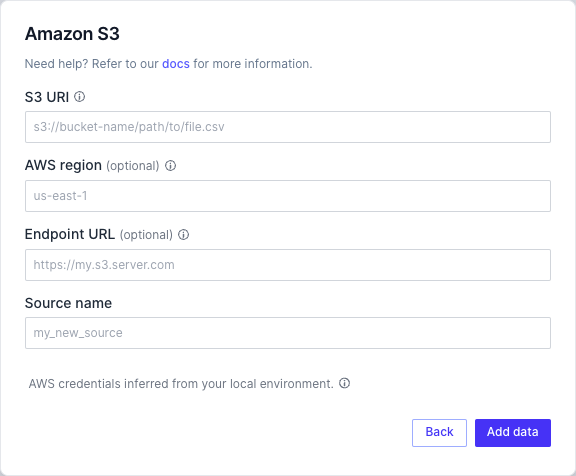 Amazon S3
Need help? Refer to our docs for more information.
S3 URI
s3://bucket-name/path/to/file.csv
AWS region (optional)
us-east-1
Endpoint URL (optional)
https://my.s3.server.com
Source name
my_new_source
AWS credentials inferred from your local environment.
Back Add data